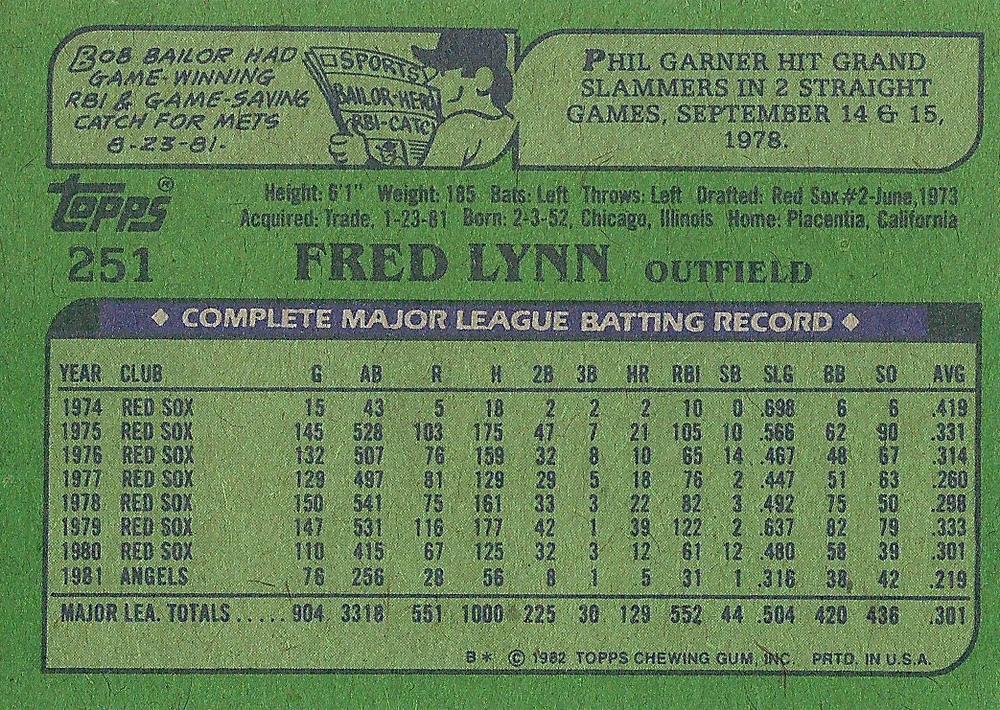 BOB BAILOR HAD
GAME-WINNING
RBI & GAME-SAVING
CATCH FOR METS
8-23-81.
SPORTS
BAILOR-HERO
RBI-CATC
PHIL GARNER HIT GRAND
SLAMMERS IN 2 STRAIGHT
GAMES, SEPTEMBER 14 & 15,
1978.
Topps®
Height: 6'1" Weight: 185 Bats: Left Throws: Left Drafted: Red Sox#2-June,1973
Acquired: Trade, 1-23-81 Born: 2-3-52, Chicago, Illinois Home: Placentia, California
251 FRED LYNN OUTFIELD
◆ COMPLETE MAJOR LEAGUE BATTING RECORD ◆
YEAR CLUB G AB R H 2B 3B HR RBI SB SLG BB SO AVG
1974 RED SOX 15 43 5 18 2 2 2 10 0 .698 6 6 .419
1975 RED SOX 145 528 103 175 47 7 21 105 10 .566 62 90 .331
1976 RED SOX 132 507 76 159 32 8 10 65 14 .467 48 67 .314
1977 RED SOX 129 497 81 129 29 5 18 76 2 .447 51 63 .260
1978 RED SOX 150 541 75 161 33 3 22 82 3 .492 75 50 .298
1979 RED SOX 147 531 116 177 42 1 39 122 2 .637 82 79 .333
1980 RED SOX 110 415 67 125 32 3 12 61 12 .480 58 39 .301
1981 ANGELS 76 256 28 56 8 1 5 31 1 .316 38 42 .219
MAJOR LEA. TOTALS ..... 904 3318 551 1000 225 30 129 552 44 .504 420 436 .301
B* © 1982 TOPPS CHEWING GUM, INC. PRTD. IN U.S.A.